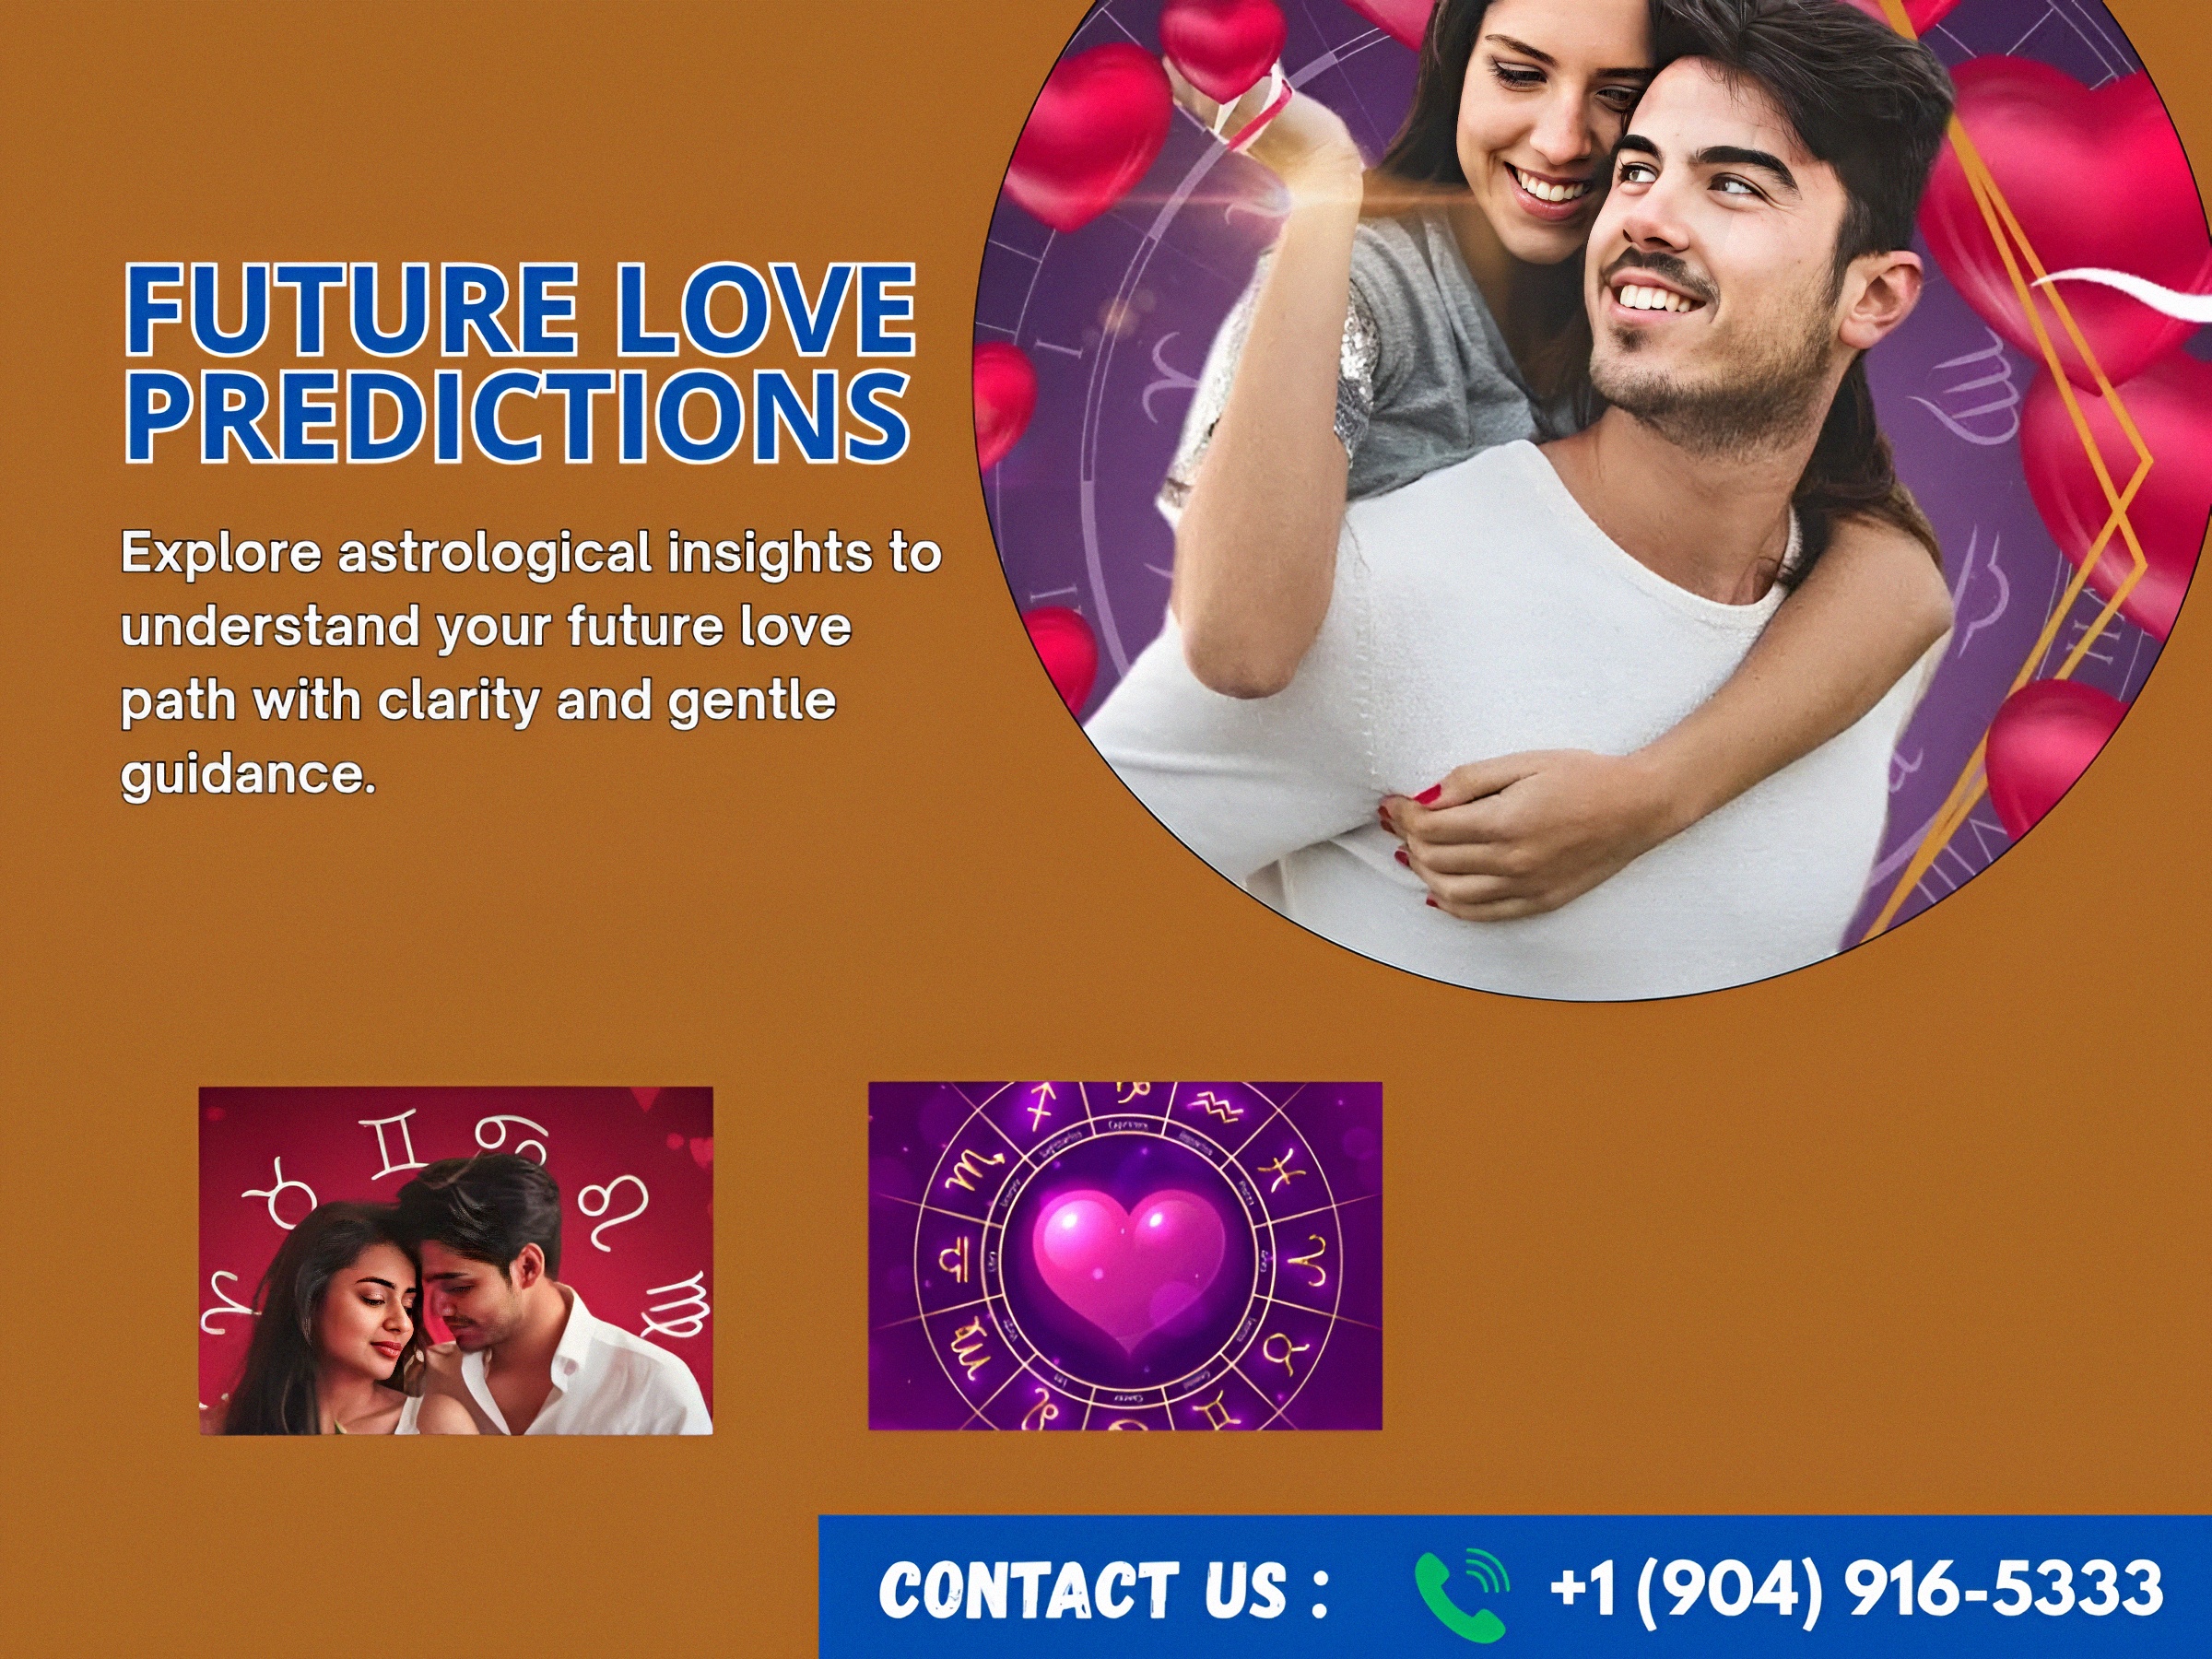 FUTURE LOVE
PREDICTIONS
Explore astrological insights to
understand your future love
path with clarity and gentle
guidance.
CONTACT US :
+1 (904) 916-5333